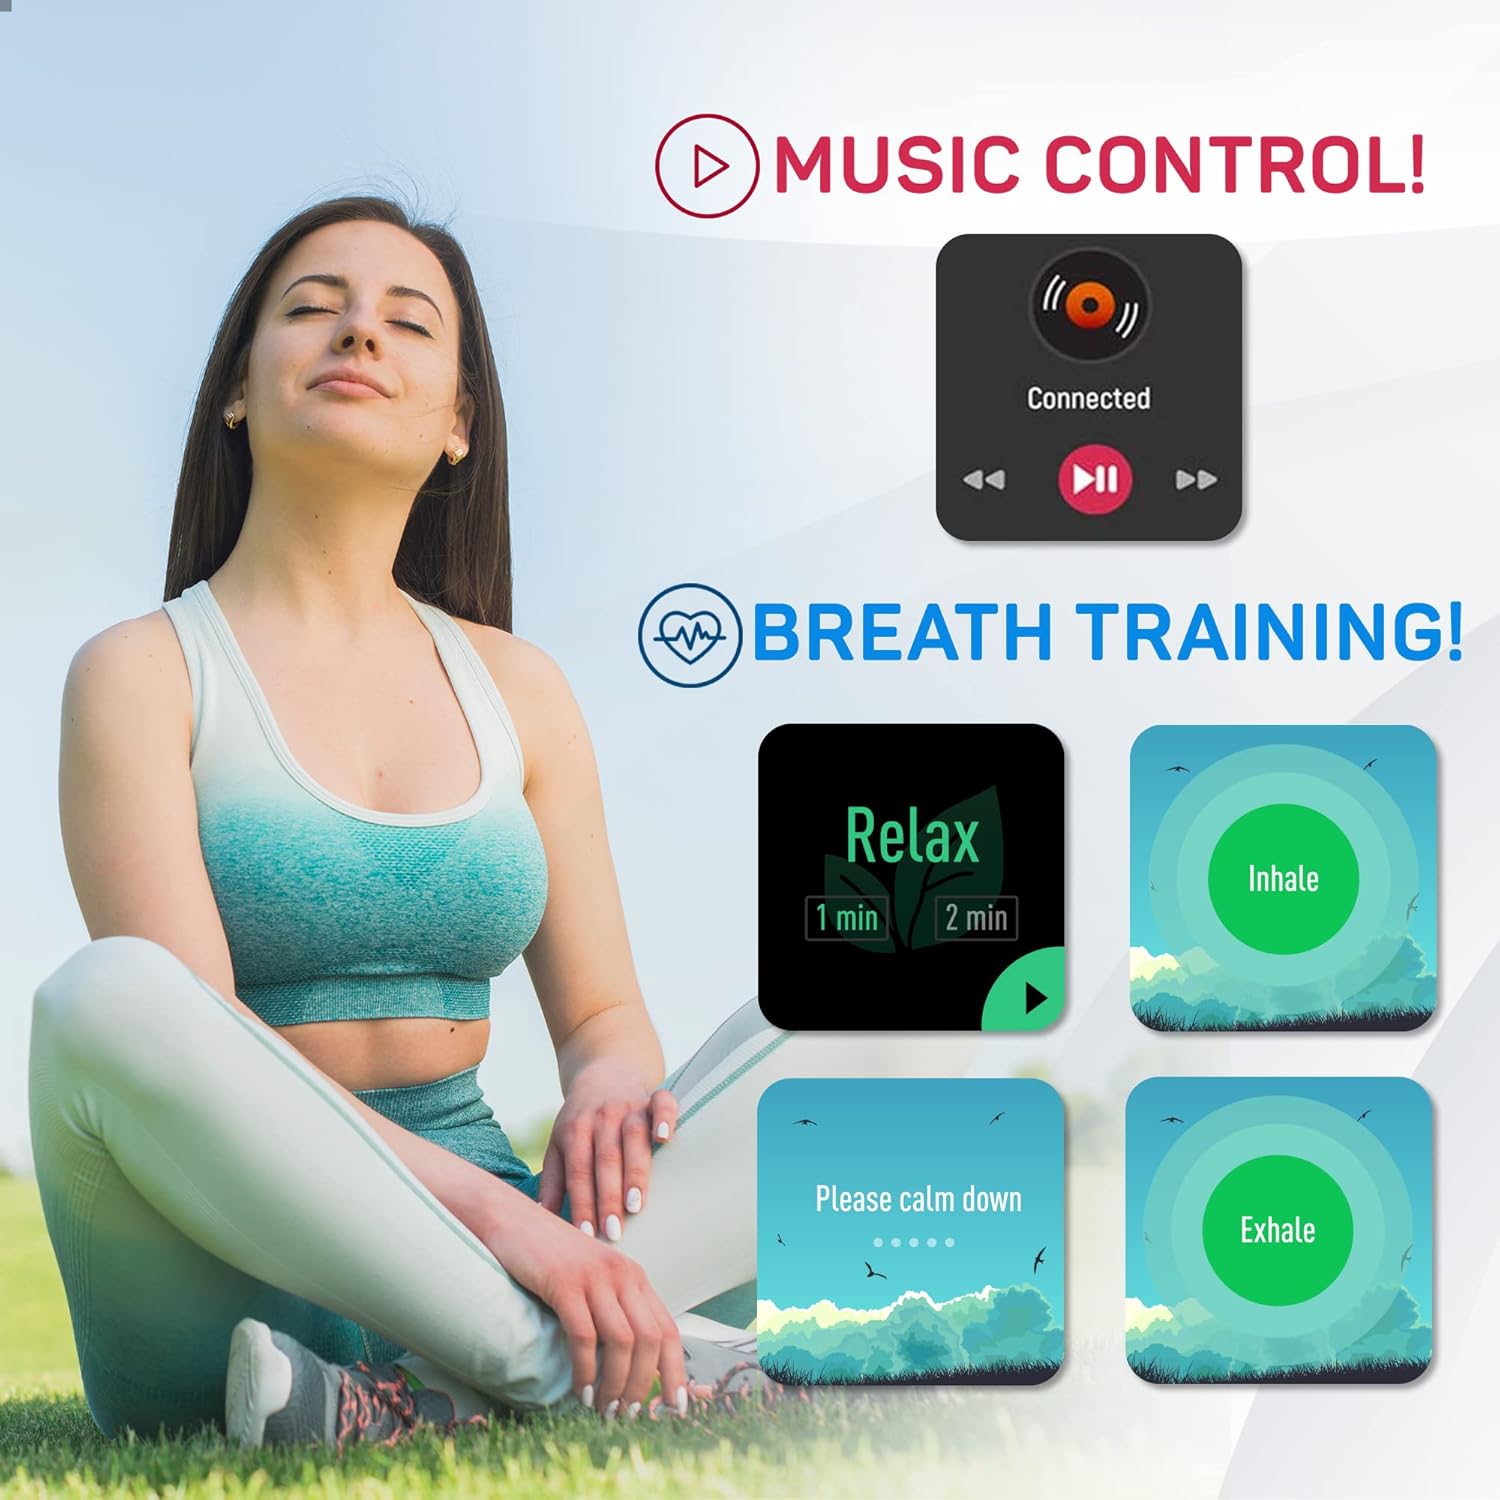 MUSIC CONTROL!
Connected
BREATH TRAINING!
Relax
1 min 2 min
Inhale
Please calm down
Exhale